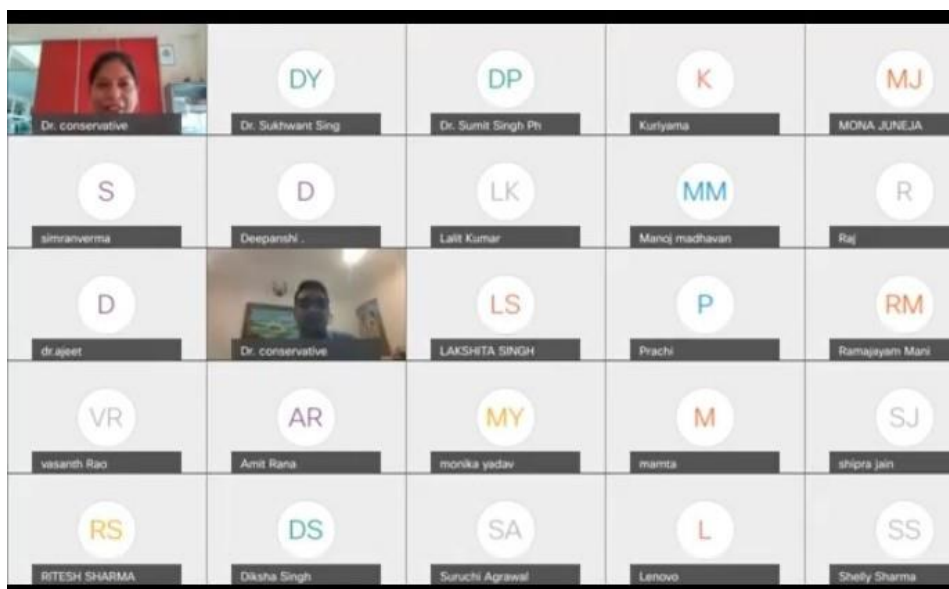 Dr. conservative
DY
Dr. Sukhwant Sing
DP
Dr. Sumit Singh Ph
K
Kuriyama
MJ
MONA JUNEJA
S
simranverma
D
Deepanshi .
LK
Lalit Kumar
MM
Manoj madhavan
R
Raj
D
dr.ajeet
Dr. conservative
LS
LAKSHITA SINGH
P
Prachi
RM
Ramajayam Mani
VR
vasanth Rao
AR
Amit Rana
MY
monika yadav
M
mamta
SJ
shipra jain
RS
RITESH SHARMA
DS
Diksha Singh
SA
Suruchi Agrawal
L
Lenovo
SS
Shelly Sharma